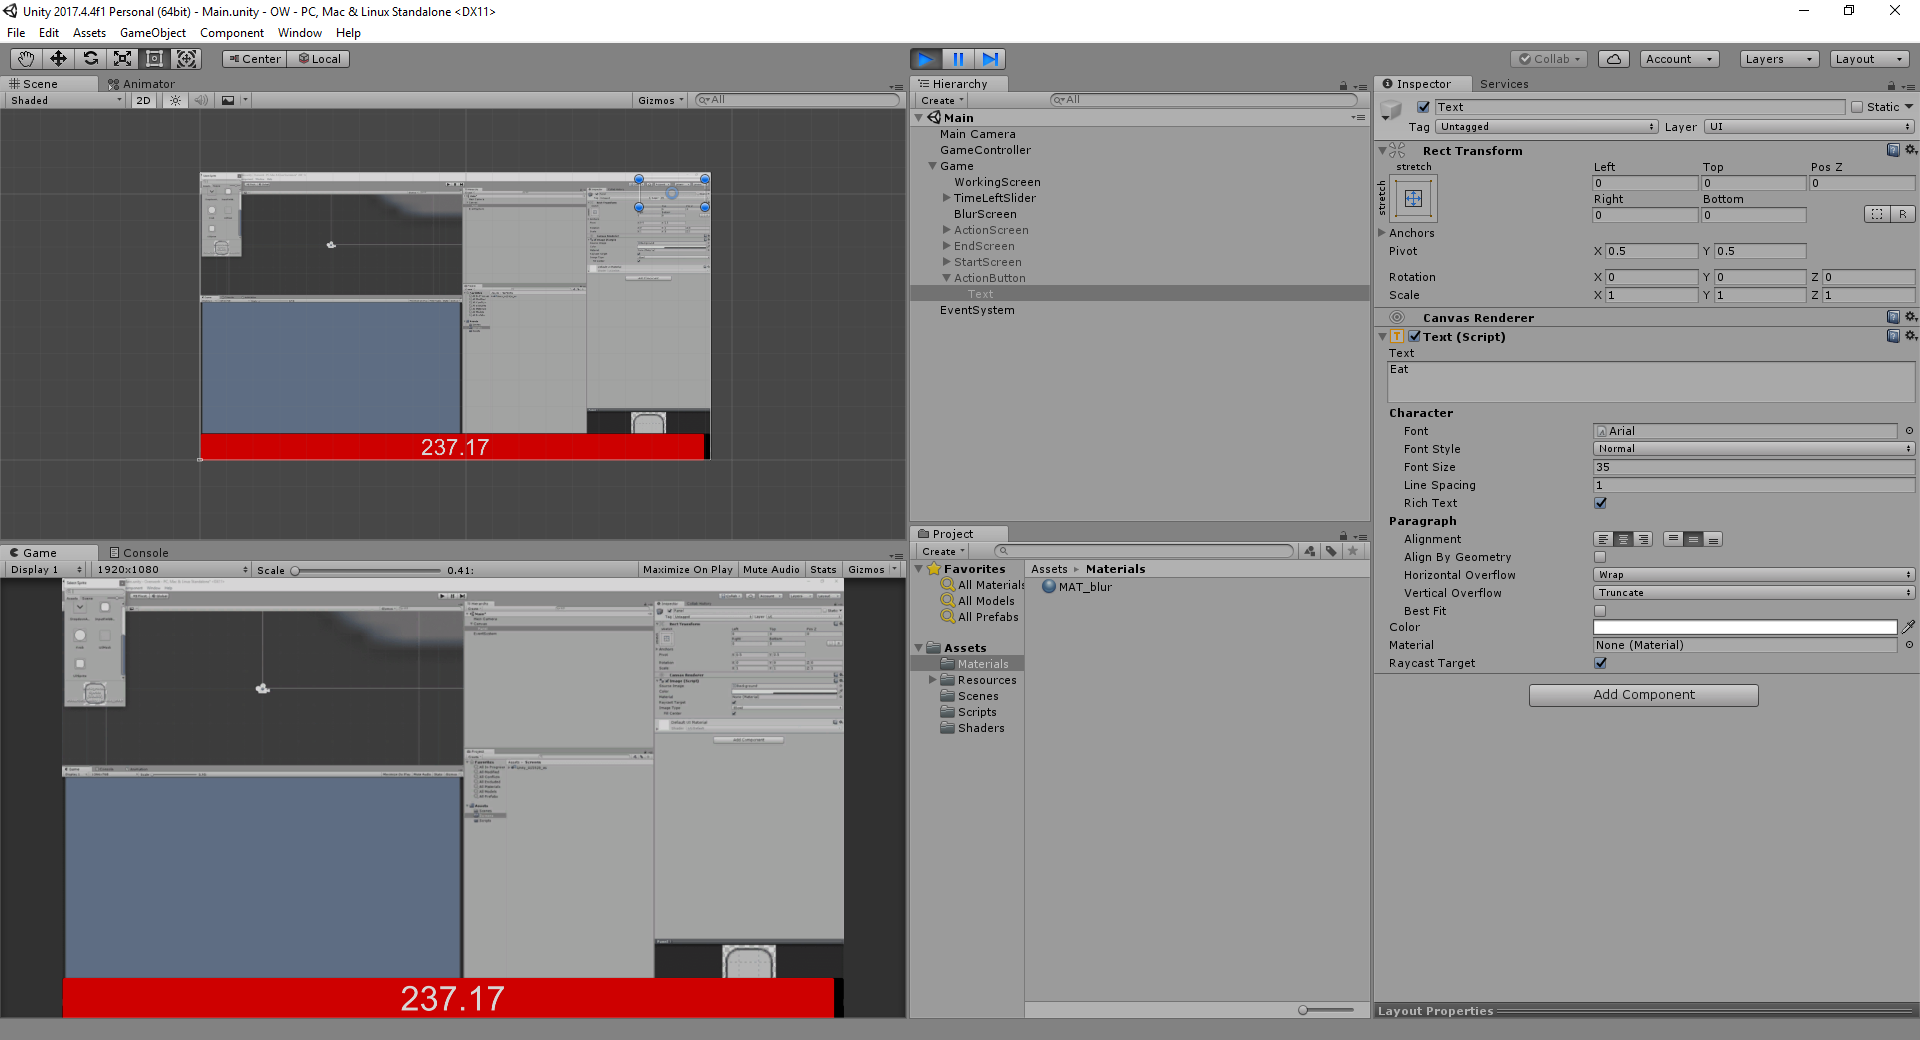 Unity 2017.4.4f1 Personal (64bit) - Main.unity - OW - PC, Mac & Linux Standalone <DX11>
File Edit Assets GameObject Component Window Help
Center Local
Collab Account Layers Layout
Scene Animator
Shaded 2D Gizmos All
237.17
Game Console
Display 1 1920x1080 Scale 0.41: Maximize On Play Mute Audio Stats Gizmos
237.17
Hierarchy
Create All
Main
Main Camera
GameController
Game
WorkingScreen
TimeLeftSlider
BlurScreen
ActionScreen
EndScreen
StartScreen
ActionButton
Text
EventSystem
Project
Create
Favorites
All Materials
All Models
All Prefabs
Assets
Materials
Resources
Scenes
Scripts
Shaders
Assets Materials
MAT_blur
Inspector Services
Text Static
Tag Untagged Layer UI
Rect Transform
stretch Left Top Pos Z
stretch
0 0 0
Right Bottom
0 0 R
Anchors
Pivot X 0.5 Y 0.5
Rotation X 0 Y 0 Z 0
Scale X 1 Y 1 Z 1
Canvas Renderer
Text (Script)
Text
Eat
Character
Font Arial
Font Style Normal
Font Size 35
Line Spacing 1
Rich Text
Paragraph
Alignment
Align By Geometry
Horizontal Overflow Wrap
Vertical Overflow Truncate
Best Fit
Color
Material None (Material)
Raycast Target
Add Component
Layout Properties